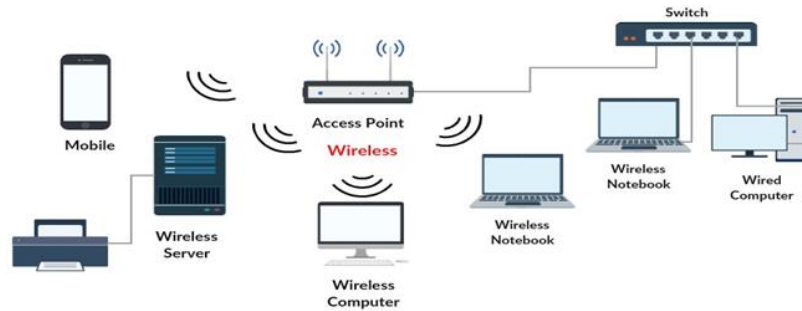 Switch
Access Point
Wireless
Mobile
Wireless
Notebook
Wired
Computer
Wireless
Notebook
Wireless
Server
Wireless
Computer